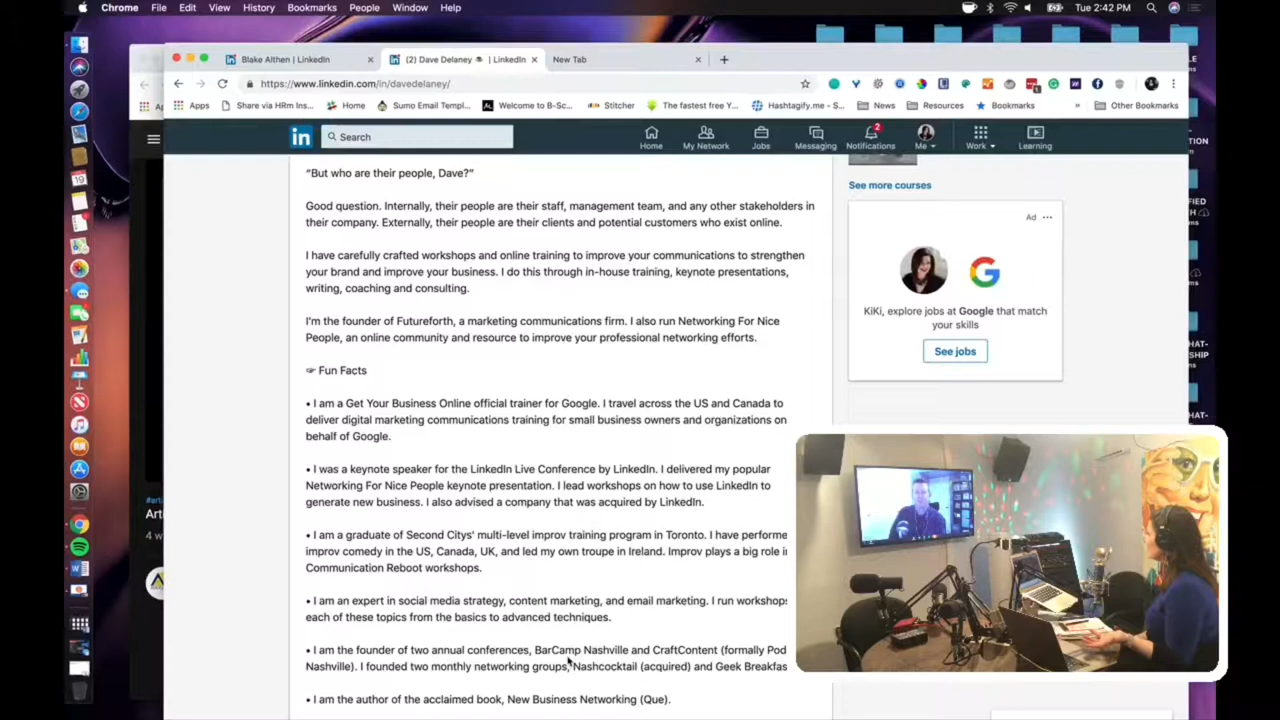 Chrome File Edit View History Bookmarks People Window Help Tue 2:42 PM
Blake Althen | LinkedIn (2) Dave Delaney | LinkedIn New Tab
https://www.linkedin.com/in/davedelaney/
Apps Share via HRm Ins... Home Sumo Email Templ... Welcome to B-Sc... Stitcher The fastest free Y... Hashtagify.me - S... News Resources Bookmarks » Other Bookmarks
in Search Home My Network Jobs Messaging 2 Notifications Me Work Learning
"But who are their people, Dave?"
Good question. Internally, their people are their staff, management team, and any other stakeholders in
their company. Externally, their people are their clients and potential customers who exist online.
I have carefully crafted workshops and online training to improve your communications to strengthen
your brand and improve your business. I do this through in-house training, keynote presentations,
writing, coaching and consulting.
I'm the founder of Futureforth, a marketing communications firm. I also run Networking For Nice
People, an online community and resource to improve your professional networking efforts.
☞ Fun Facts
• I am a Get Your Business Online official trainer for Google. I travel across the US and Canada to
deliver digital marketing communications training for small business owners and organizations on
behalf of Google.
• I was a keynote speaker for the LinkedIn Live Conference by LinkedIn. I delivered my popular
Networking For Nice People keynote presentation. I lead workshops on how to use LinkedIn to
generate new business. I also advised a company that was acquired by LinkedIn.
• I am a graduate of Second Citys' multi-level improv training program in Toronto. I have performe
improv comedy in the US, Canada, UK, and led my own troupe in Ireland. Improv plays a big role i
Communication Reboot workshops.
• I am an expert in social media strategy, content marketing, and email marketing. I run workshops
each of these topics from the basics to advanced techniques.
• I am the founder of two annual conferences, BarCamp Nashville and CraftContent (formally Pod
Nashville). I founded two monthly networking groups, Nashcocktail (acquired) and Geek Breakfas
• I am the author of the acclaimed book, New Business Networking (Que).
See more courses
Ad
G
KiKi, explore jobs at Google that match
your skills
See jobs